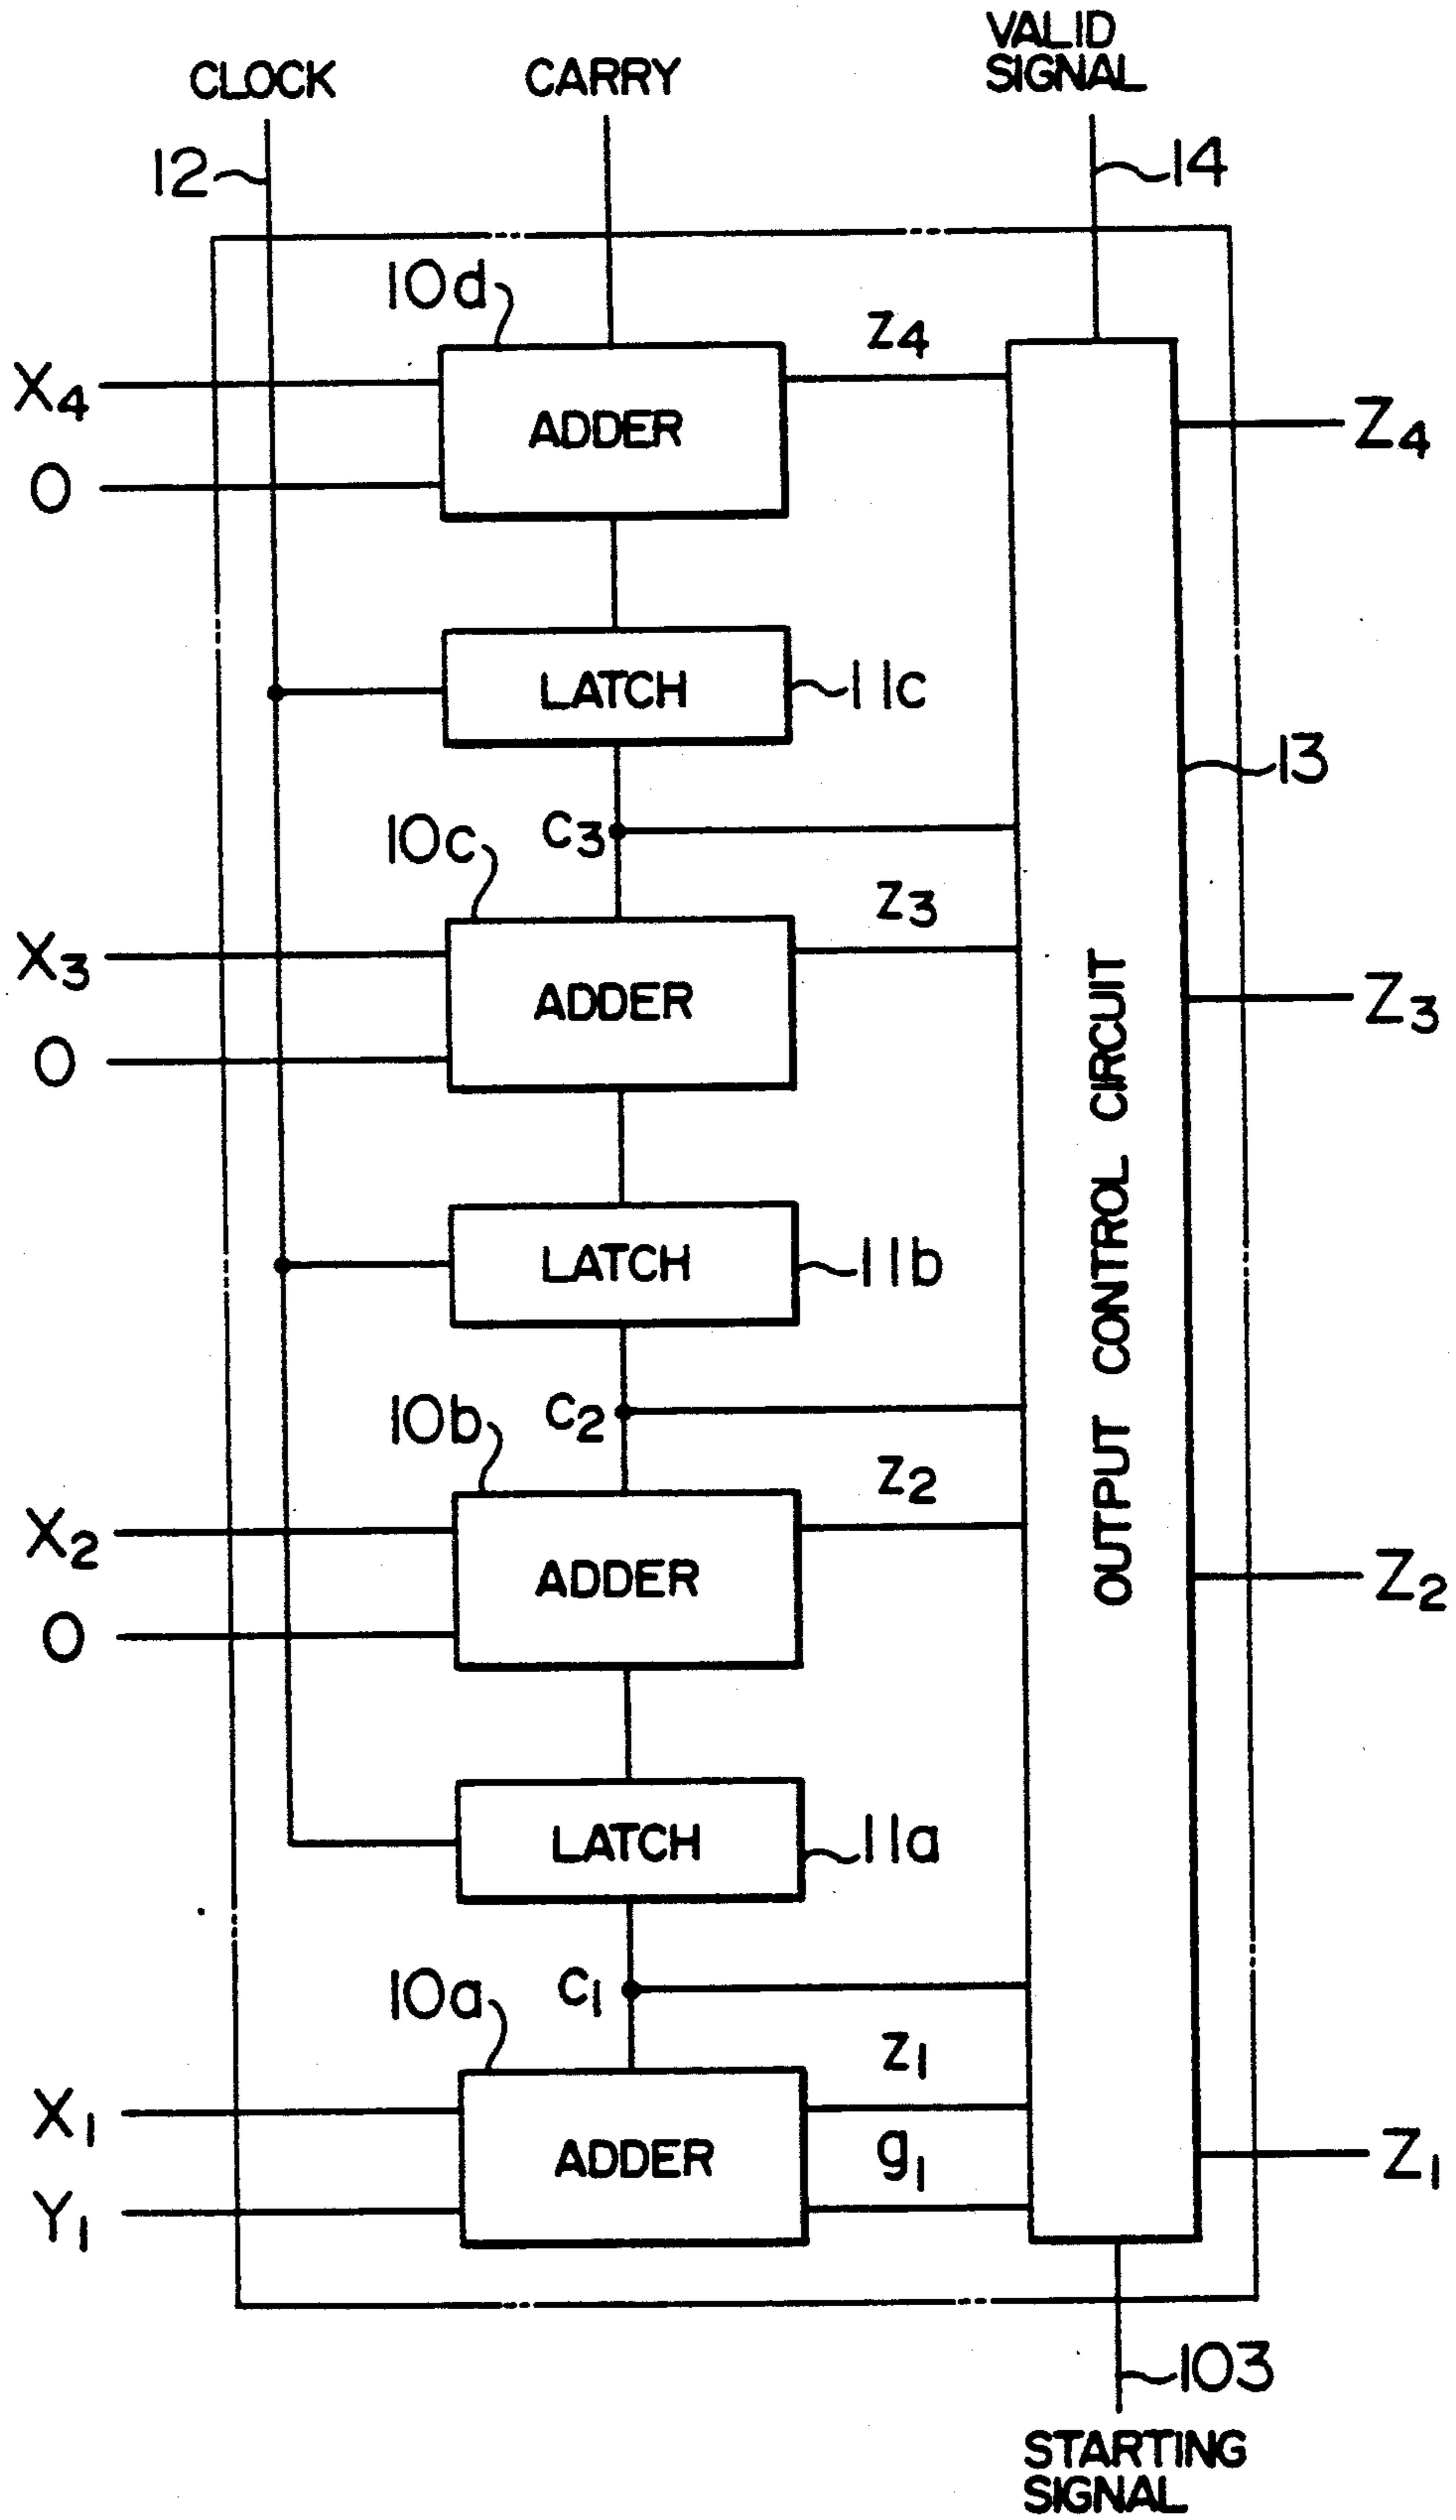 VALID
SIGNAL
CLOCK
CARRY
12
14
10d
z4
X4
ADDER
Z4
0
LATCH
11c
13
c3
10c
z3
X3
ADDER
Z3
0
OUTPUT CONTROL CIRCUIT
LATCH
11b
c2
10b
z2
X2
ADDER
Z2
0
LATCH
11a
c1
10a
z1
X1
ADDER
g1
Z1
Y1
103
STARTING
SIGNAL